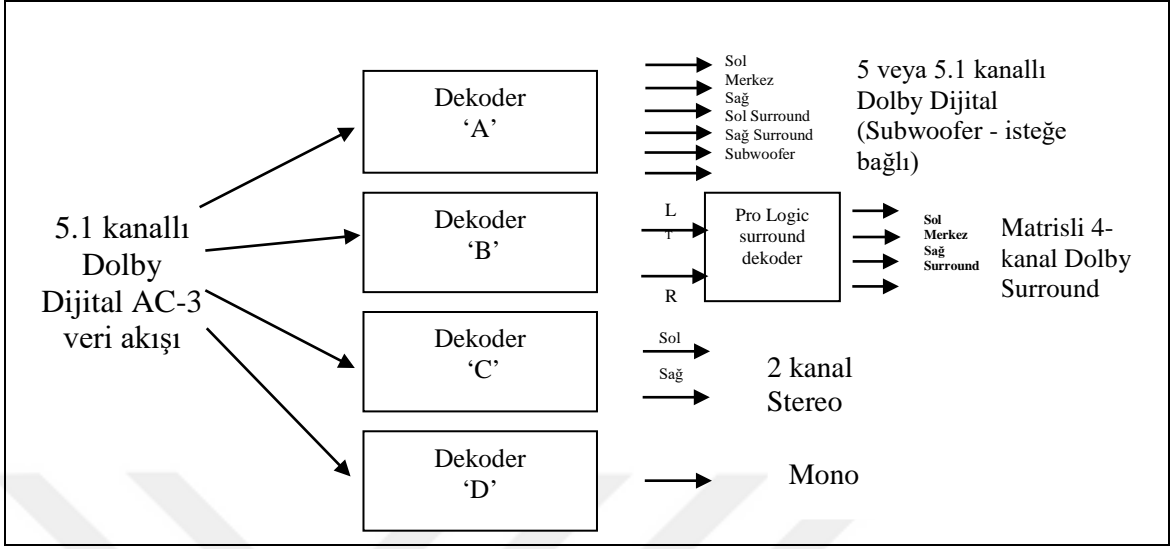 5.1 kanallı
Dolby
Dijital AC-3
veri akışı
Dekoder
‘A’
Sol
Merkez
Sağ
Sol Surround
Sağ Surround
Subwoofer
5 veya 5.1 kanallı
Dolby Dijital
(Subwoofer - isteğe
bağlı)
Dekoder
‘B’
L
T
R
Pro Logic
surround
dekoder
Sol
Merkez
Sağ
Surround
Matrisli 4-
kanal Dolby
Surround
Dekoder
‘C’
Sol
Sağ
2 kanal
Stereo
Dekoder
‘D’
Mono